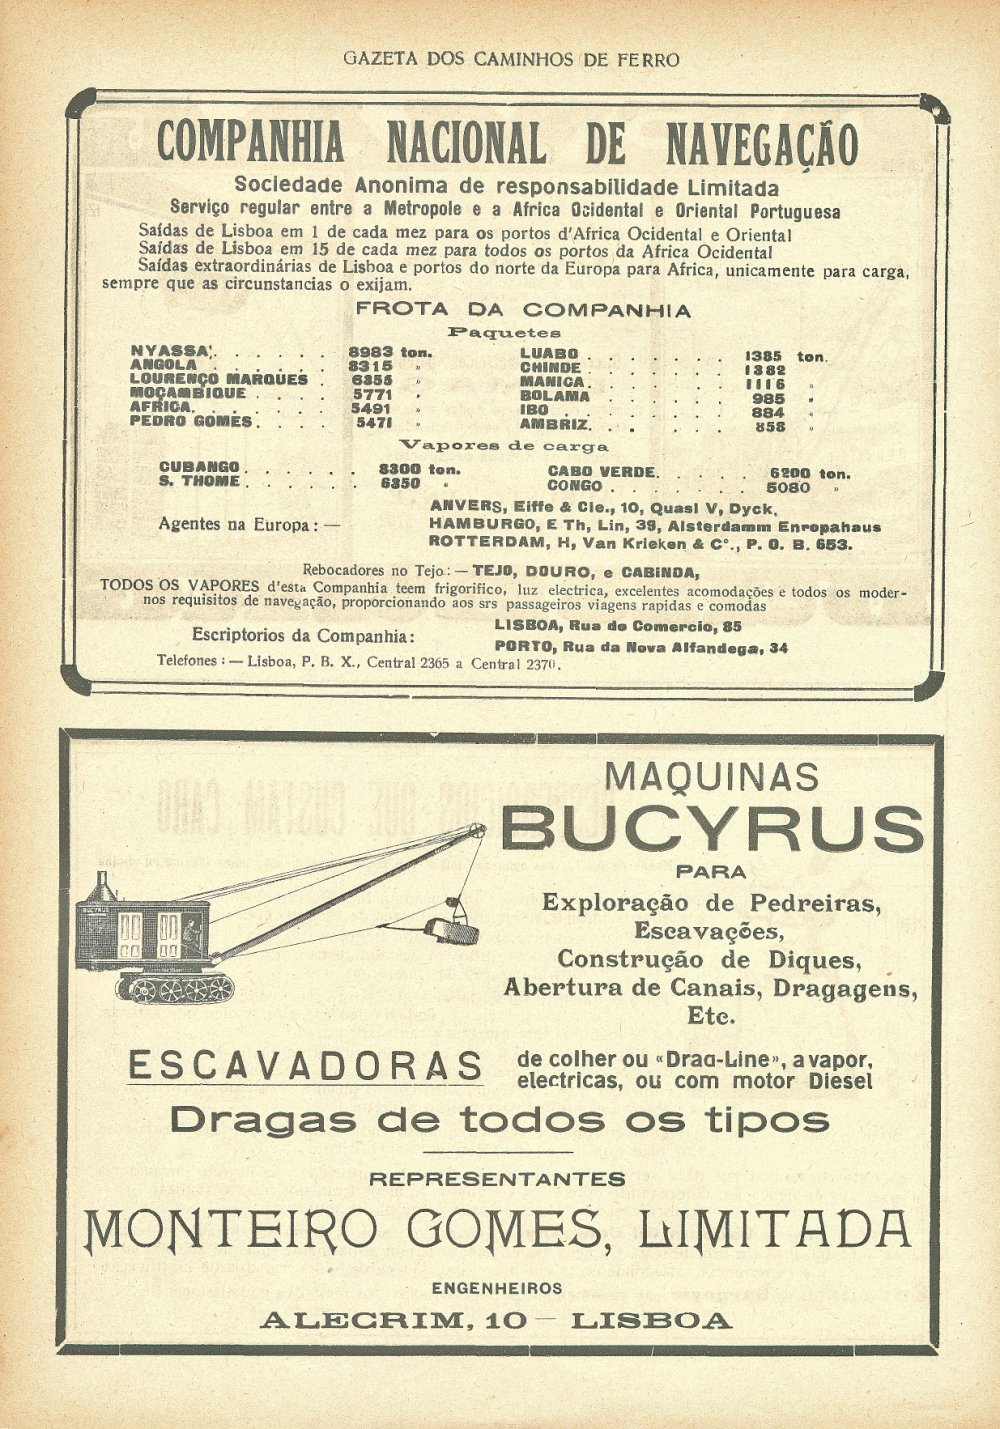 GAZETA DOS CAMINHOS DE FERRO
COMPANHIA NACIONAL DE NAVEGAÇÃO
Sociedade Anonima de responsabilidade Limitada
Serviço regular entre a Metropole e a Africa Ocidental e Oriental Portuguesa
Saídas de Lisboa em 1 de cada mez para os portos d'Africa Ocidental e Oriental
Saídas de Lisboa em 15 de cada mez para todos os portos da Africa Ocidental
Saídas extraordinárias de Lisboa e portos do norte da Europa para Africa, unicamente para carga,
sempre que as circunstancias o exijam.
FROTA DA COMPANHIA
Paquetes
NYASSA . . . . . . 8983 ton.
ANGOLA . . . . . . 8315 »
LOURENÇO MARQUES . 6355 »
MOÇAMBIQUE . . . . 5771 »
AFRICA. . . . . . . 5491 »
PEDRO GOMES. . . . 5471 »
LUABO . . . . . . . 1385 ton.
CHINDE . . . . . . 1382 »
MANICA. . . . . . . 1116 »
BOLAMA . . . . . . 985 »
IBO . . . . . . . . 884 »
AMBRIZ. . . . . . . 858 »
Vapores de carga
CUBANGO . . . . . . 8300 ton.
S. THOME . . . . . . 6350 »
CABO VERDE. . . . . 6200 ton.
CONGO . . . . . . . 5080 »
Agentes na Europa: —
ANVERS, Eiffe & Cie., 10, Quasi V, Dyck,
HAMBURGO, E Th, Lin, 39, Alsterdamm Enropahaus
ROTTERDAM, H, Van Krieken & C°., P. O. B. 653.
Rebocadores no Tejo: — TEJO, DOURO, e CABINDA,
TODOS OS VAPORES d'esta Companhia teem frigorifico, luz electrica, excelentes acomodações e todos os moder-
nos requisitos de navegação, proporcionando aos srs passageiros viagens rapidas e comodas
Escriptorios da Companhia:
LISBOA, Rua do Comercio, 85
PORTO, Rua da Nova Alfandega, 34
Telefones: — Lisboa, P. B. X., Central 2365 a Central 2370.
MAQUINAS
BUCYRUS
PARA
Exploração de Pedreiras,
Escavações,
Construção de Diques,
Abertura de Canais, Dragagens,
Etc.
BUCYRUS
ESCAVADORAS
de colher ou «Drag-Line», a vapor,
electricas, ou com motor Diesel
Dragas de todos os tipos
REPRESENTANTES
MONTEIRO GOMES, LIMITADA
ENGENHEIROS
ALECRIM, 10 — LISBOA